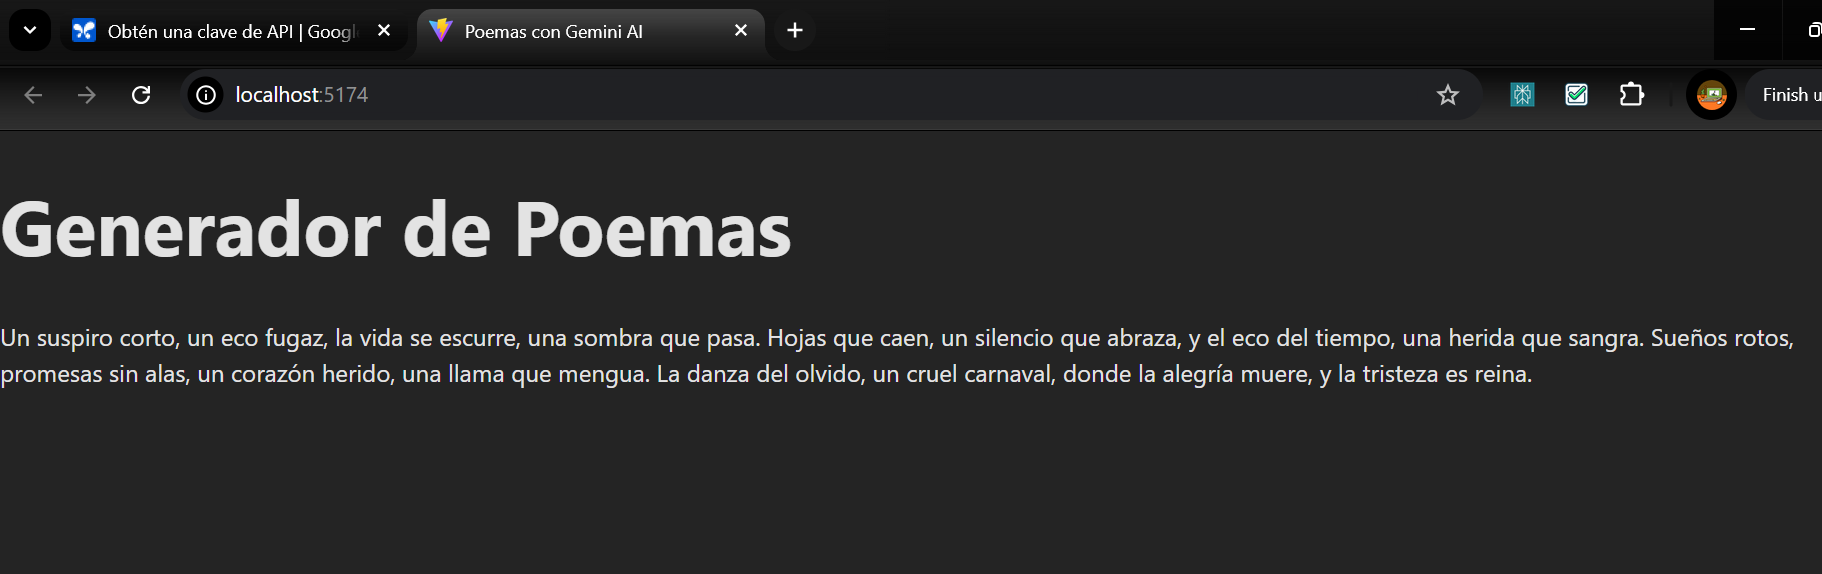 Obtén una clave de API | Google
Poemas con Gemini AI
localhost:5174
Finish u
Generador de Poemas
Un suspiro corto, un eco fugaz, la vida se escurre, una sombra que pasa. Hojas que caen, un silencio que abraza, y el eco del tiempo, una herida que sangra. Sueños rotos,
promesas sin alas, un corazón herido, una llama que mengua. La danza del olvido, un cruel carnaval, donde la alegría muere, y la tristeza es reina.